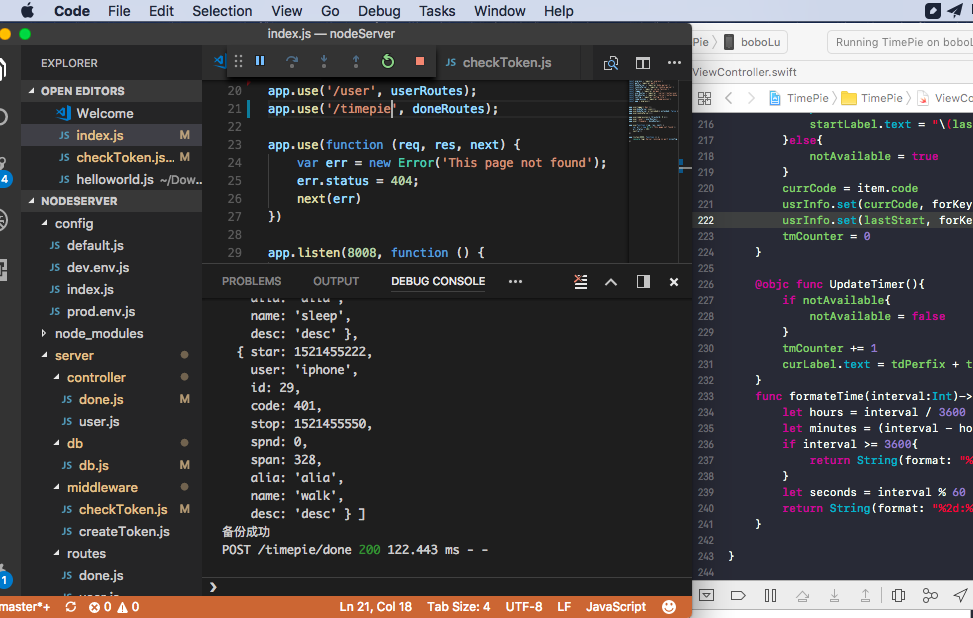 Code File Edit Selection View Go Debug Tasks Window Help
index.js — nodeServer
EXPLORER
OPEN EDITORS
Welcome
index.js M
checkToken.js... M
helloworld.js ~/Dow...
NODESERVER
config
JS default.js
JS dev.env.js
JS index.js
JS prod.env.js
node_modules
server
controller
JS done.js M
JS user.js
db
JS db.js M
middleware
JS checkToken.js M
JS createToken.js
routes
JS done.js
JS checkToken.js
20 app.use('/user', userRoutes);
21 app.use('/timepie', doneRoutes);
22
23 app.use(function (req, res, next) {
24 var err = new Error('This page not found');
25 err.status = 404;
26 next(err)
27 })
28
29 app.listen(8008, function () {
PROBLEMS OUTPUT DEBUG CONSOLE
name: 'sleep',
desc: 'desc' },
{ star: 1521455222,
user: 'iphone',
id: 29,
code: 401,
stop: 1521455550,
spnd: 0,
span: 328,
alia: 'alia',
name: 'walk',
desc: 'desc' } ]
备份成功
POST /timepie/done 200 122.443 ms - -
master*+ 0 0 Ln 21, Col 18 Tab Size: 4 UTF-8 LF JavaScript
Pie boboLu Running TimePie on boboLu
ViewController.swift
TimePie TimePie ViewCo
216 startLabel.text = "\(las
217 }else{
218 notAvailable = true
219 }
220 currCode = item.code
221 usrInfo.set(currCode, forKey
222 usrInfo.set(lastStart, forKe
223 tmCounter = 0
224 }
225
226 @objc func UpdateTimer(){
227 if notAvailable{
228 notAvailable = false
229 }
230 tmCounter += 1
231 curLabel.text = tdPerfix + t
232 }
233 func formateTime(interval:Int)->
234 let hours = interval / 3600
235 let minutes = (interval - ho
236 if interval >= 3600{
237 return String(format: "%
238 }
239 let seconds = interval % 60
240 return String(format: "%2d:%
241 }
242
243 }
244